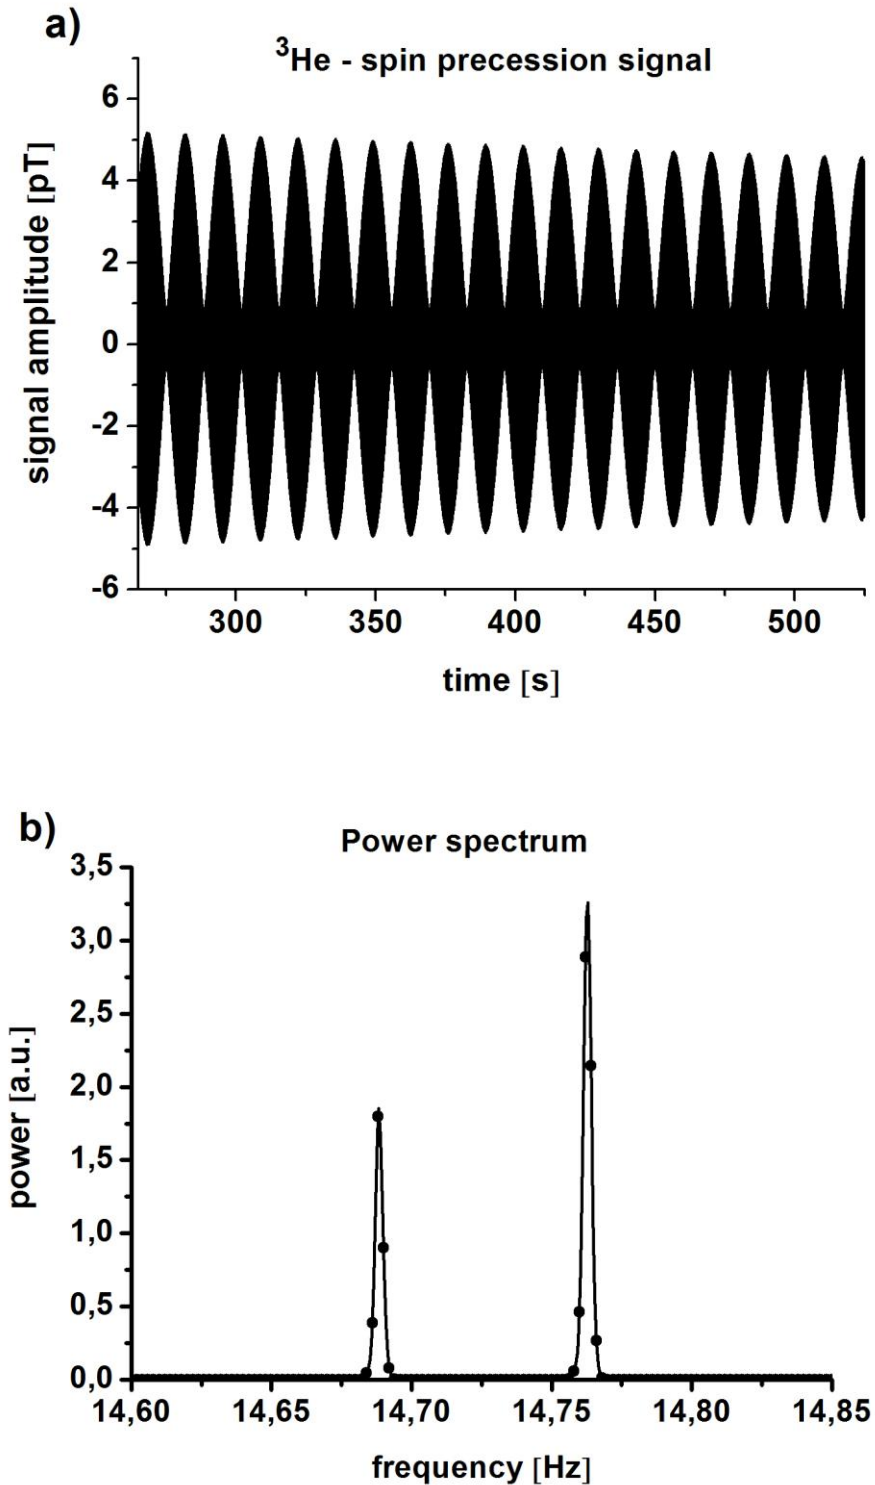 a)
³He - spin precession signal
6
4
2
0
-2
-4
-6
signal amplitude [pT]
300 350 400 450 500
time [s]
b)
Power spectrum
3,5
3,0
2,5
2,0
1,5
1,0
0,5
0,0
power [a.u.]
14,60 14,65 14,70 14,75 14,80 14,85
frequency [Hz]